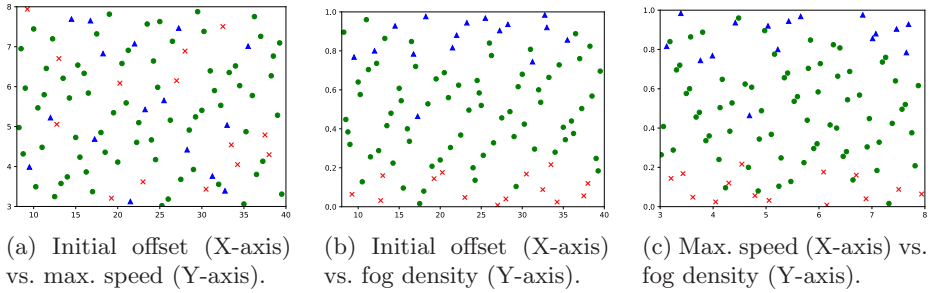 8
7
6
5
4
3
10 15 20 25 30 35 40
1.0
0.8
0.6
0.4
0.2
0.0
10 15 20 25 30 35 40
1.0
0.8
0.6
0.4
0.2
0.0
3 4 5 6 7 8
(a) Initial offset (X-axis)
vs. max. speed (Y-axis).
(b) Initial offset (X-axis)
vs. fog density (Y-axis).
(c) Max. speed (X-axis) vs.
fog density (Y-axis).